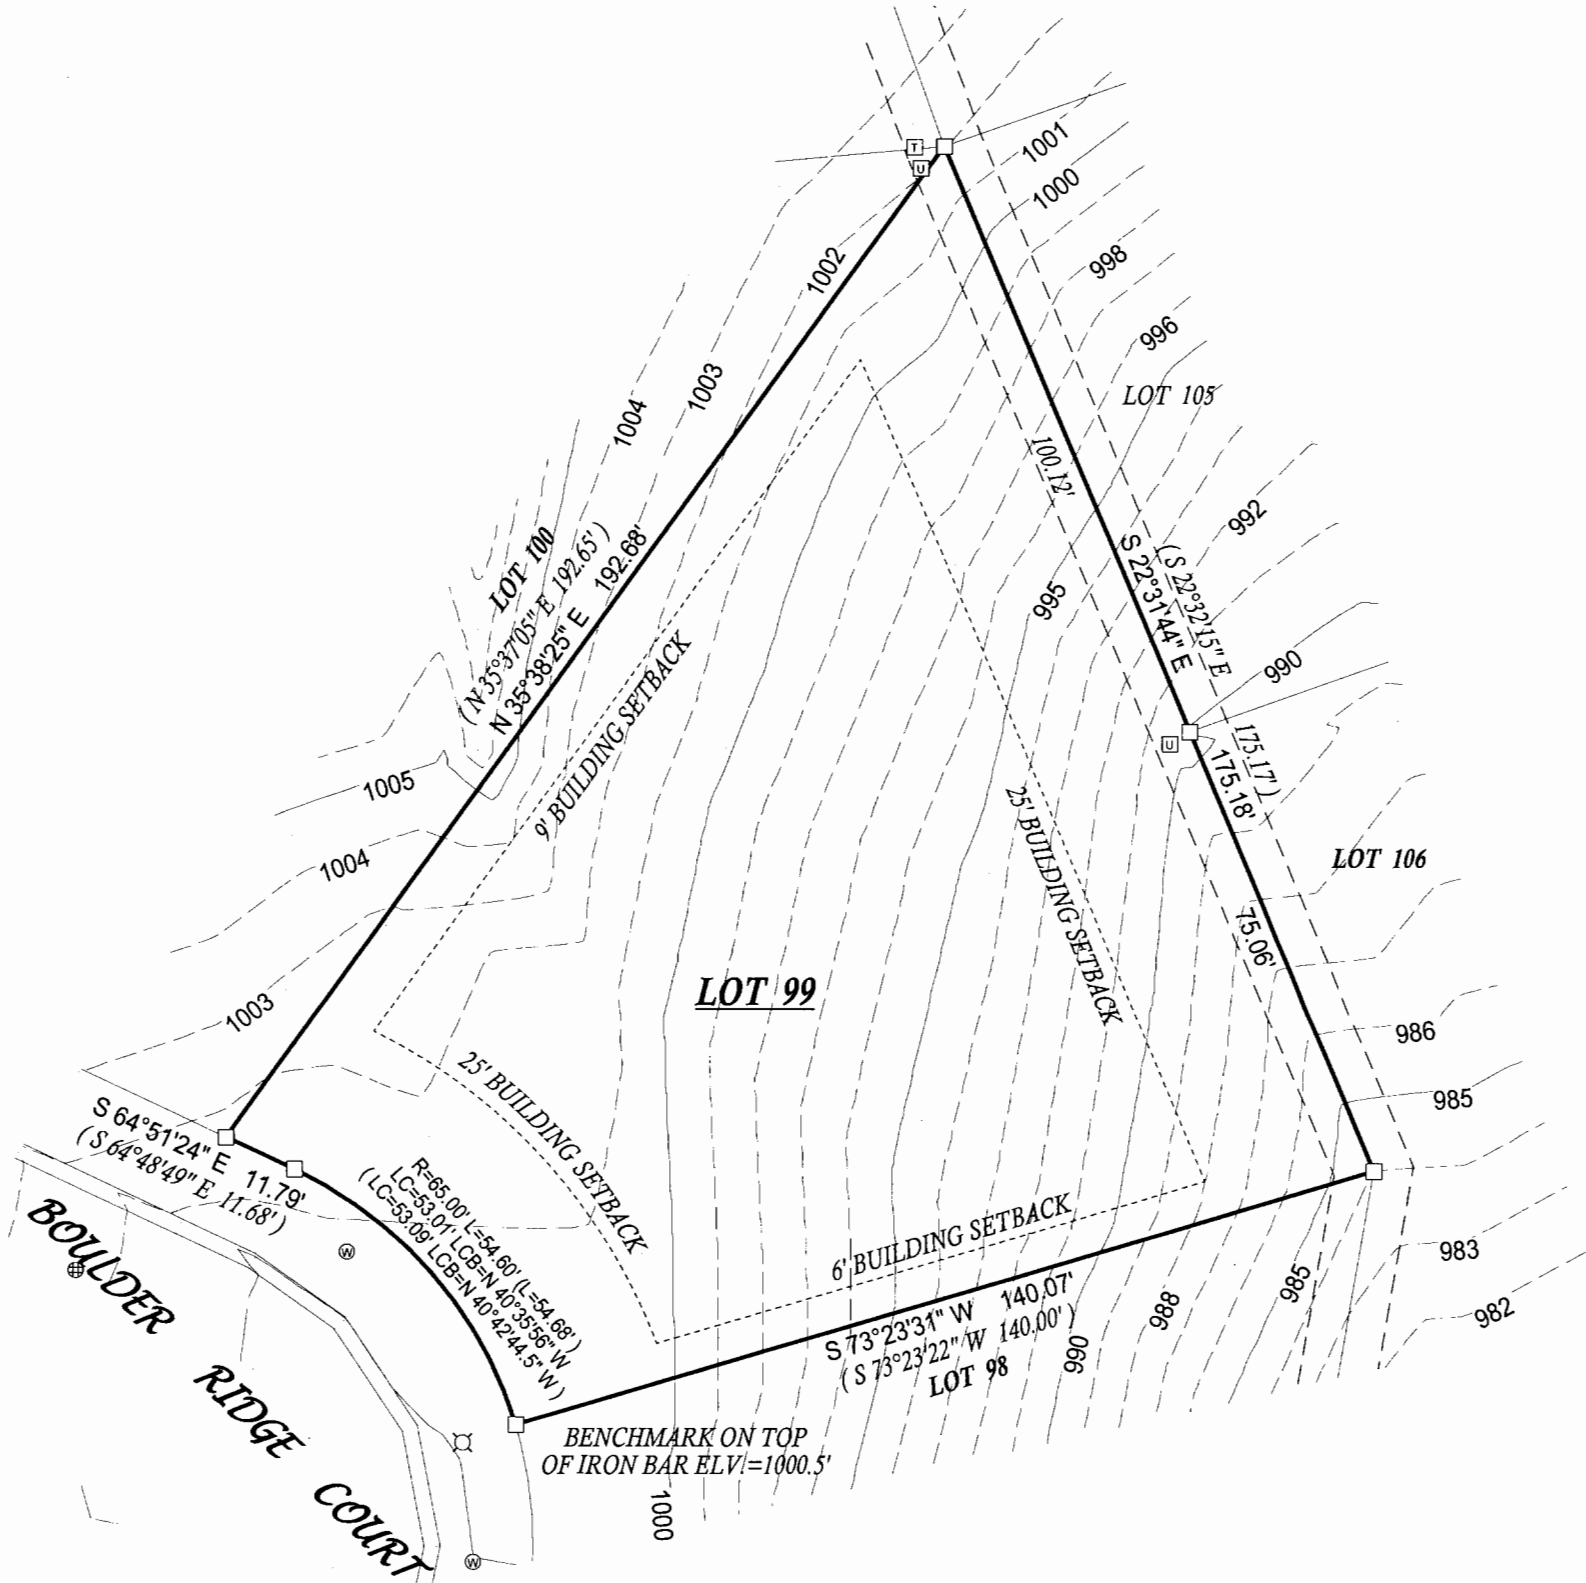 T
U
1001
1000
1002
998
1003
996
1004
LOT 105
100.12'
992
LOT 100
( N 35°37'05" E 192.65' )
N 35°38'25" E 192.68'
S 22°31'44" E 175.18'
( S 22°32'15" E 175.17' )
995
990
9' BUILDING SETBACK
U
1005
25' BUILDING SETBACK
1004
LOT 106
75.06'
LOT 99
1003
986
25' BUILDING SETBACK
985
S 64°51'24" E 11.79'
( S 64°48'49" E 11.68' )
R=65.00' L=54.60' (L=54.68')
LC=53.01' LCB=N 40°35'56" W
( LC=53.09' LCB=N 40°42'44.5" W )
W
6' BUILDING SETBACK
983
985
988
982
S 73°23'31" W 140.07'
( S 73°23'22" W 140.00' )
LOT 98
990
BOULDER
RIDGE
COURT
BENCHMARK ON TOP
OF IRON BAR ELV.=1000.5'
1000
W